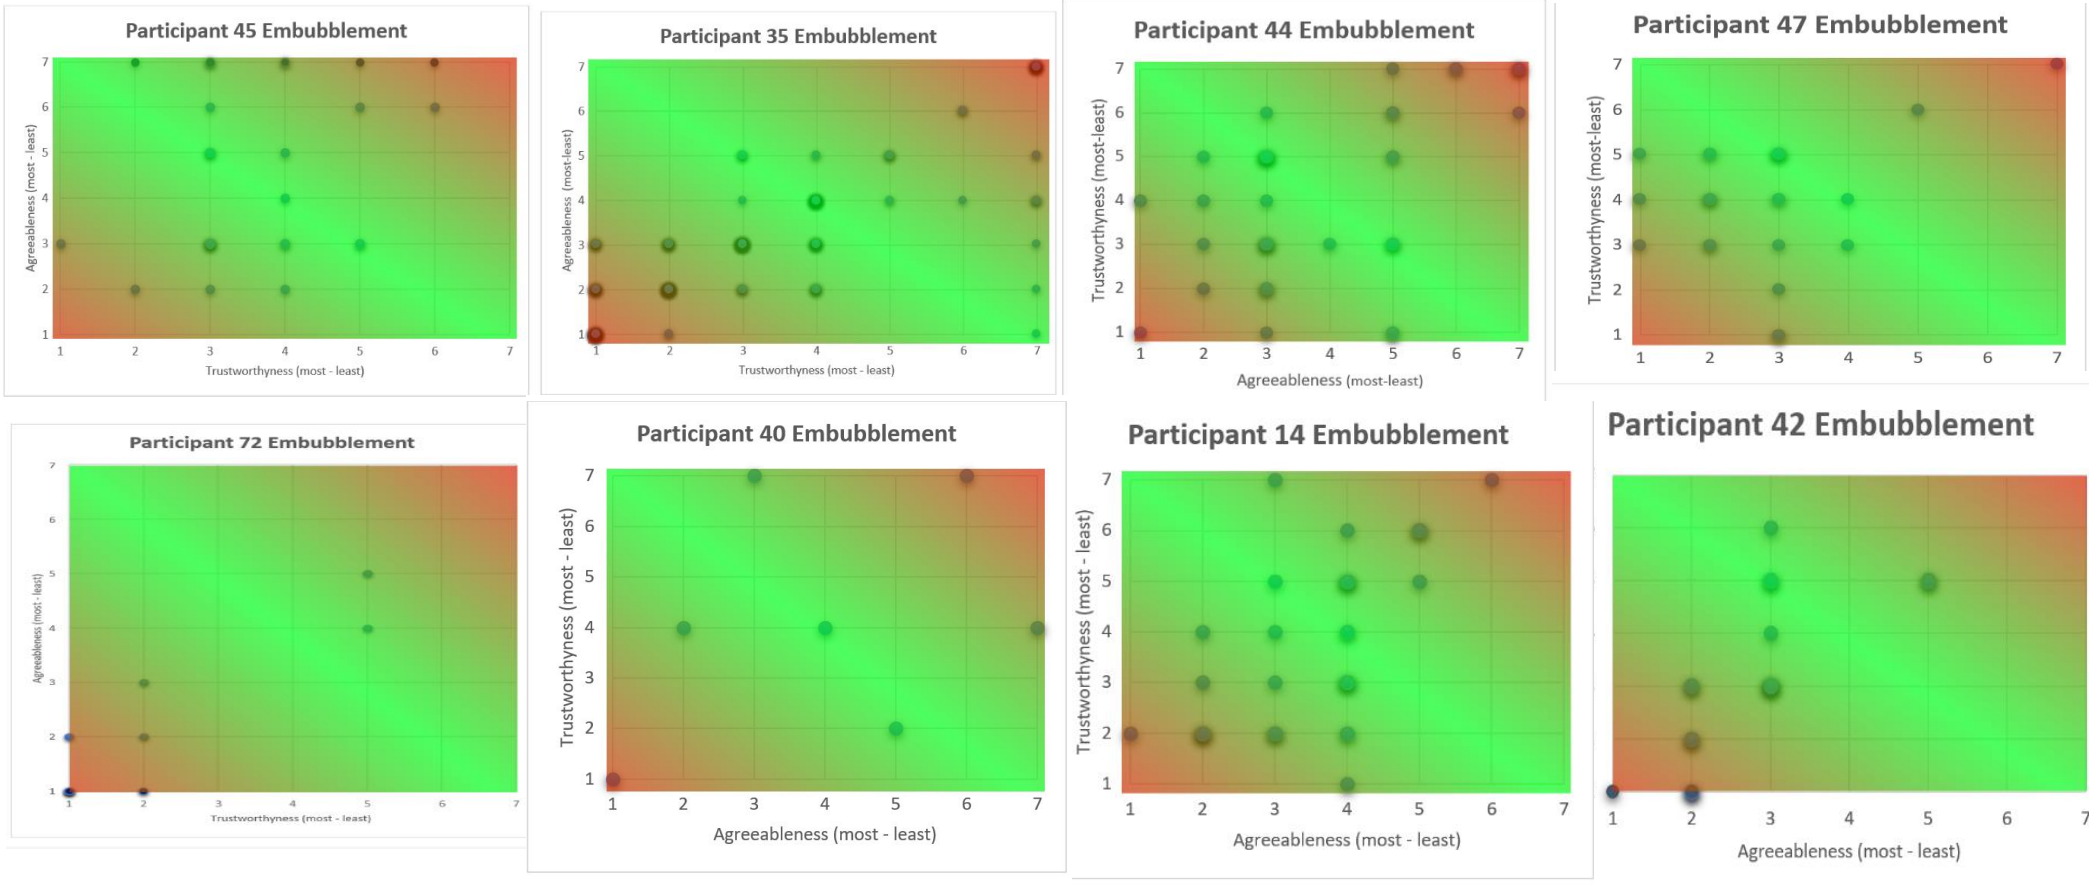 Participant 45 Embubblement
Agreeableness (most - least)
7
6
5
4
3
2
1
1 2 3 4 5 6 7
Trustworthyness (most - least)
Participant 35 Embubblement
Agreeableness (most-least)
7
6
5
4
3
2
1
1 2 3 4 5 6 7
Trustworthyness (most - least)
Participant 44 Embubblement
Trustworthyness (most-least)
7
6
5
4
3
2
1
1 2 3 4 5 6 7
Agreeableness (most-least)
Participant 47 Embubblement
Trustworthyness (most-least)
7
6
5
4
3
2
1
1 2 3 4 5 6 7
Participant 72 Embubblement
Agreeableness (most - least)
7
6
5
4
3
2
1
1 2 3 4 5 6 7
Trustworthyness (most - least)
Participant 40 Embubblement
Trustworthyness (most - least)
7
6
5
4
3
2
1
1 2 3 4 5 6 7
Agreeableness (most - least)
Participant 14 Embubblement
Trustworthyness (most - least)
7
6
5
4
3
2
1
1 2 3 4 5 6 7
Agreeableness (most - least)
Participant 42 Embubblement
1 2 3 4 5 6 7
Agreeableness (most - least)